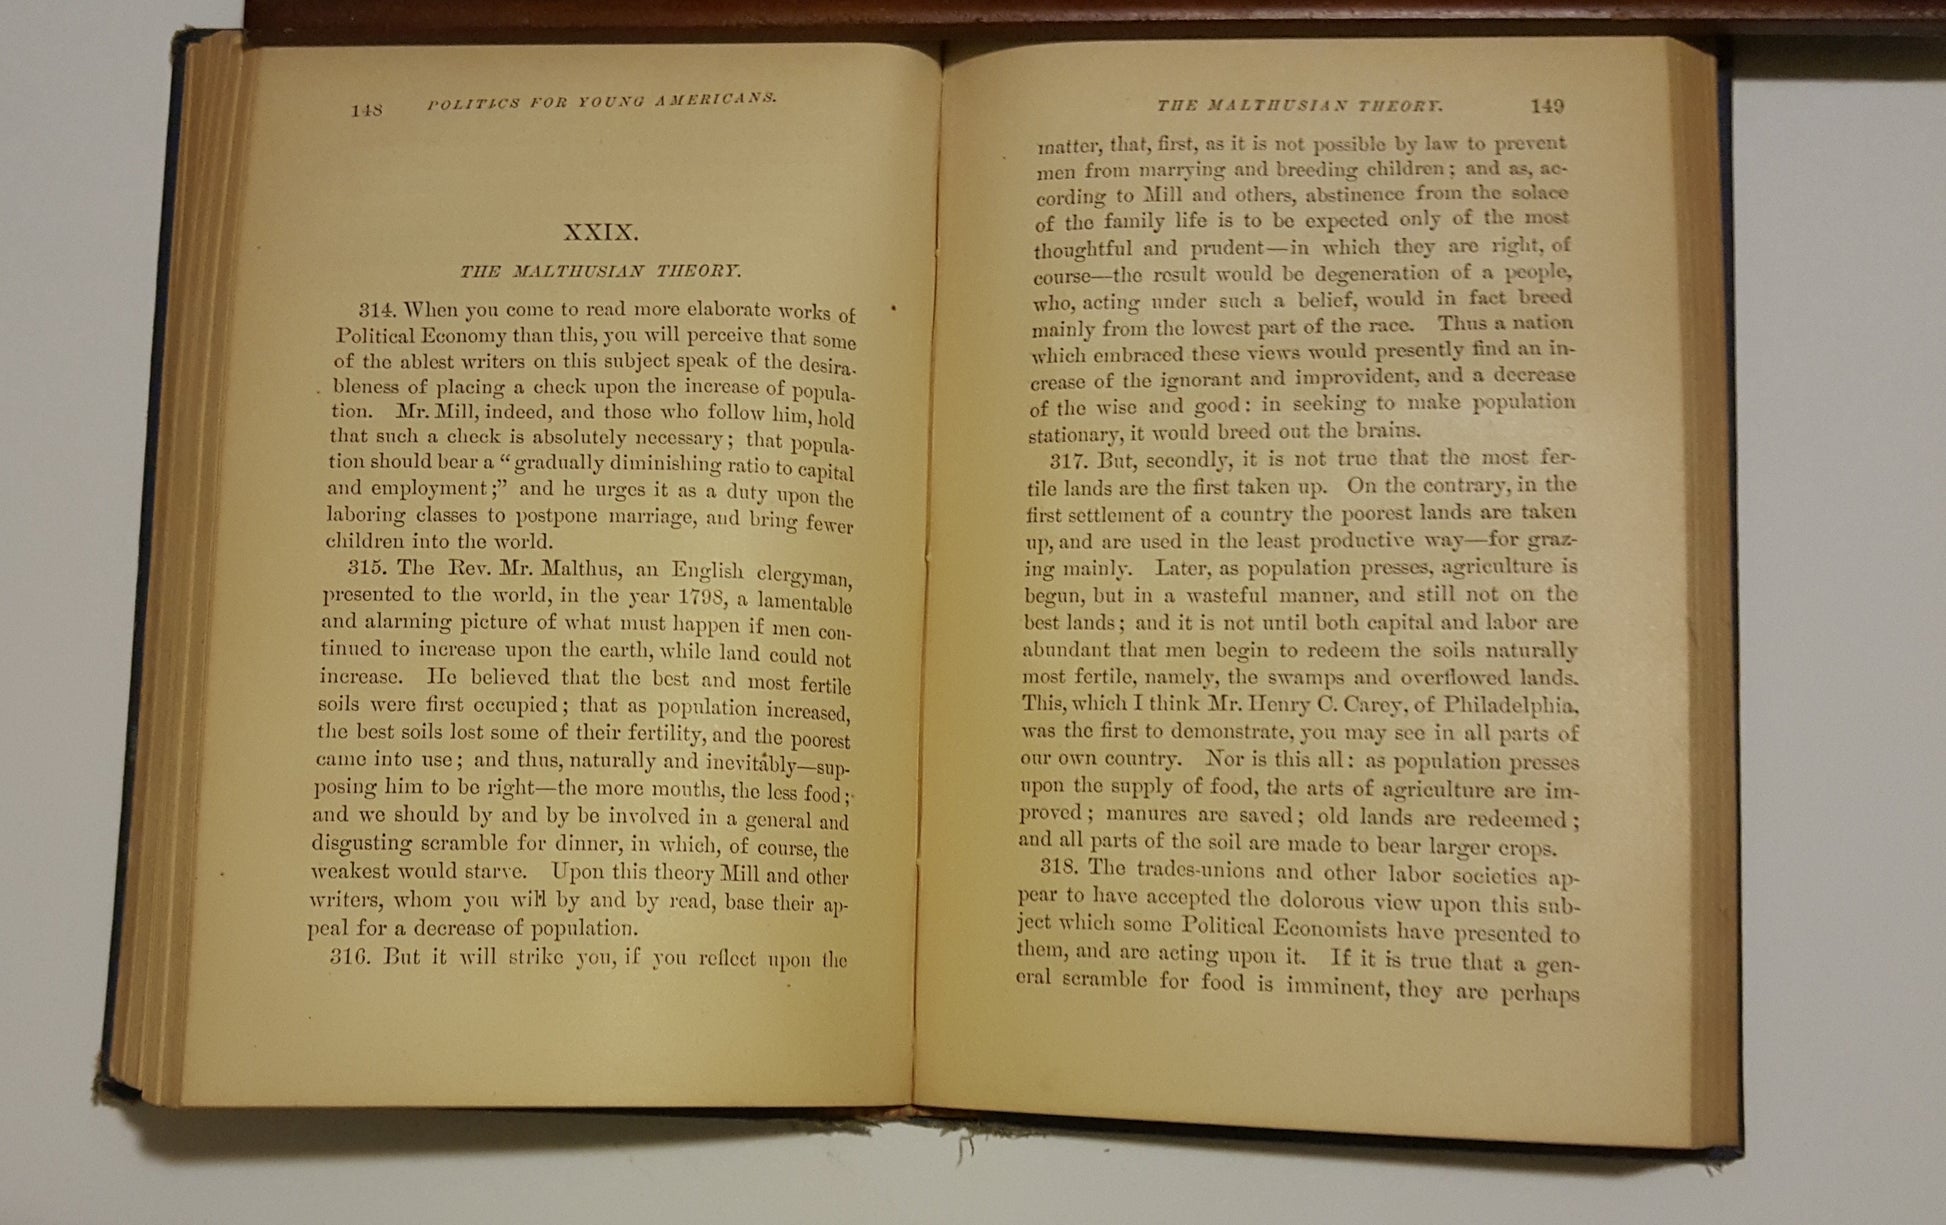 148 POLITICS FOR YOUNG AMERICANS.
XXIX.
THE MALTHUSIAN THEORY.
314. When you come to read more elaborate works of
Political Economy than this, you will perceive that some
of the ablest writers on this subject speak of the desira-
bleness of placing a check upon the increase of popula-
tion. Mr. Mill, indeed, and those who follow him, hold
that such a check is absolutely necessary; that popula-
tion should bear a “gradually diminishing ratio to capital
and employment;” and he urges it as a duty upon the
laboring classes to postpone marriage, and bring fewer
children into the world.
315. The Rev. Mr. Malthus, an English clergyman,
presented to the world, in the year 1798, a lamentable
and alarming picture of what must happen if men con-
tinued to increase upon the earth, while land could not
increase. He believed that the best and most fertile
soils were first occupied; that as population increased,
the best soils lost some of their fertility, and the poorest
came into use; and thus, naturally and inevitably—sup-
posing him to be right—the more mouths, the less food;
and we should by and by be involved in a general and
disgusting scramble for dinner, in which, of course, the
weakest would starve. Upon this theory Mill and other
writers, whom you will by and by read, base their ap-
peal for a decrease of population.
316. But it will strike you, if you reflect upon the
THE MALTHUSIAN THEORY. 149
matter, that, first, as it is not possible by law to prevent
men from marrying and breeding children; and as, ac-
cording to Mill and others, abstinence from the solace
of the family life is to be expected only of the most
thoughtful and prudent—in which they are right, of
course—the result would be degeneration of a people,
who, acting under such a belief, would in fact breed
mainly from the lowest part of the race. Thus a nation
which embraced these views would presently find an in-
crease of the ignorant and improvident, and a decrease
of the wise and good: in seeking to make population
stationary, it would breed out the brains.
317. But, secondly, it is not true that the most fer-
tile lands are the first taken up. On the contrary, in the
first settlement of a country the poorest lands are taken
up, and are used in the least productive way—for graz-
ing mainly. Later, as population presses, agriculture is
begun, but in a wasteful manner, and still not on the
best lands; and it is not until both capital and labor are
abundant that men begin to redeem the soils naturally
most fertile, namely, the swamps and overflowed lands.
This, which I think Mr. Henry C. Carey, of Philadelphia,
was the first to demonstrate, you may see in all parts of
our own country. Nor is this all: as population presses
upon the supply of food, the arts of agriculture are im-
proved; manures are saved; old lands are redeemed;
and all parts of the soil are made to bear larger crops.
318. The trades-unions and other labor societies ap-
pear to have accepted the dolorous view upon this sub-
ject which some Political Economists have presented to
them, and are acting upon it. If it is true that a gen-
eral scramble for food is imminent, they are perhaps